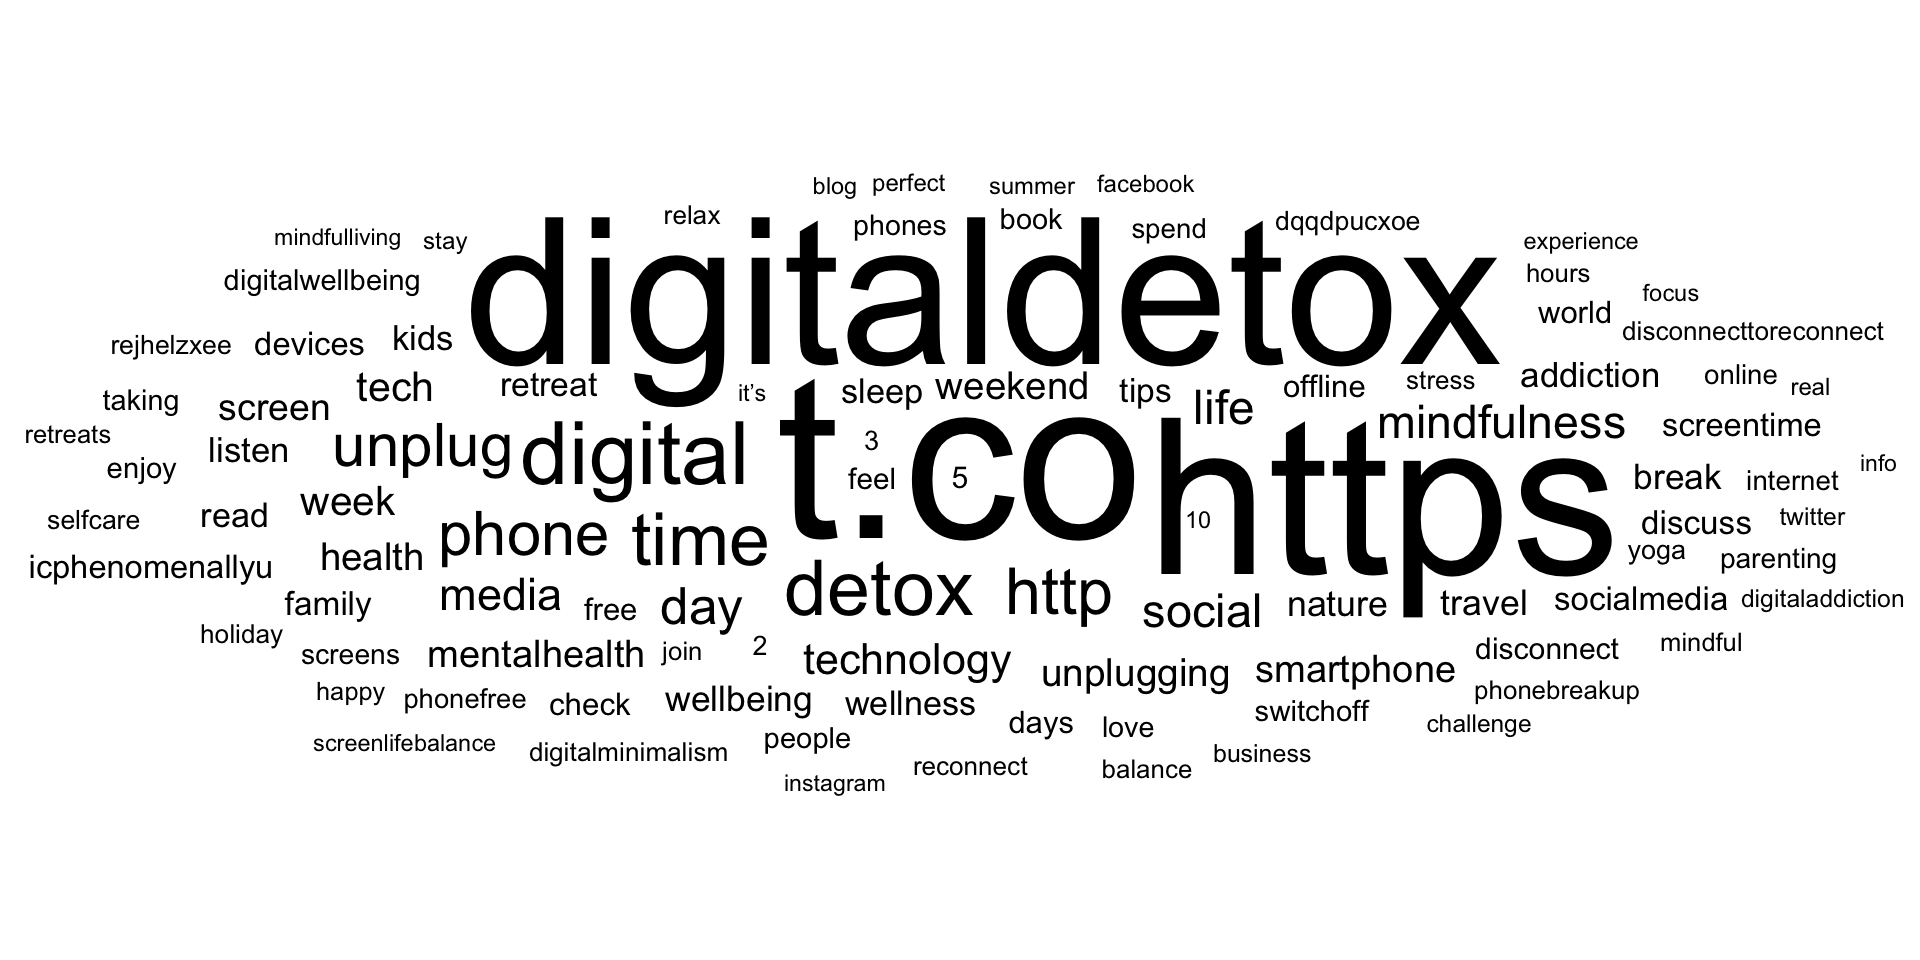 blog perfect summer facebook
relax phones book spend dqqdpucxoe
mindfulliving stay experience
digitalwellbeing digitaldetox hours
focus
world
rejhelzxee devices kids disconnecttoreconnect
tech retreat it's sleep weekend tips offline stress addiction online real
taking screen life
retreats listen unplug digital t.co https mindfulness screentime
3
enjoy feel 5 break internet info
week
selfcare read phone time 10 discuss twitter
icphenomenallyu health yoga parenting
family media free day detox http social nature travel socialmedia digitaladdiction
holiday
screens mentalhealth join 2 technology unplugging smartphone disconnect mindful
happy phonefree check wellbeing wellness switchoff phonebreakup
days love challenge
screenlifebalance digitalminimalism people business
instagram reconnect balance